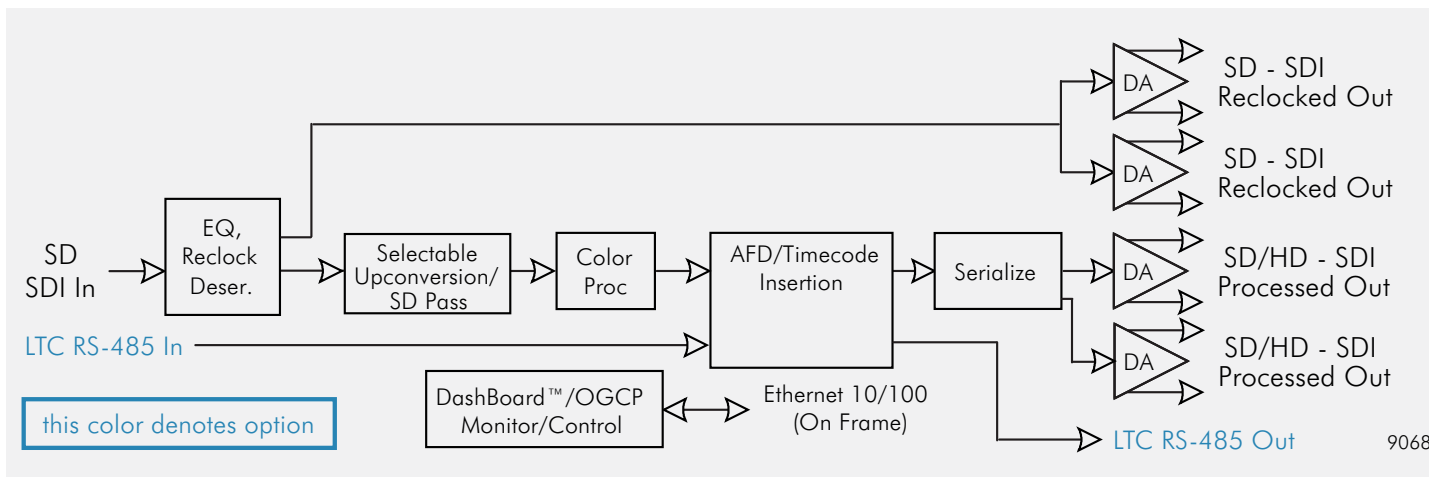 DA
SD - SDI
Reclocked Out
DA
SD - SDI
Reclocked Out
SD
SDI In
EQ,
Reclock
Deser.
Selectable
Upconversion/
SD Pass
Color
Proc
AFD/Timecode
Insertion
Serialize
DA
SD/HD - SDI
Processed Out
DA
SD/HD - SDI
Processed Out
LTC RS-485 In
DashBoard™/OGCP
Monitor/Control
Ethernet 10/100
(On Frame)
this color denotes option
LTC RS-485 Out
9068